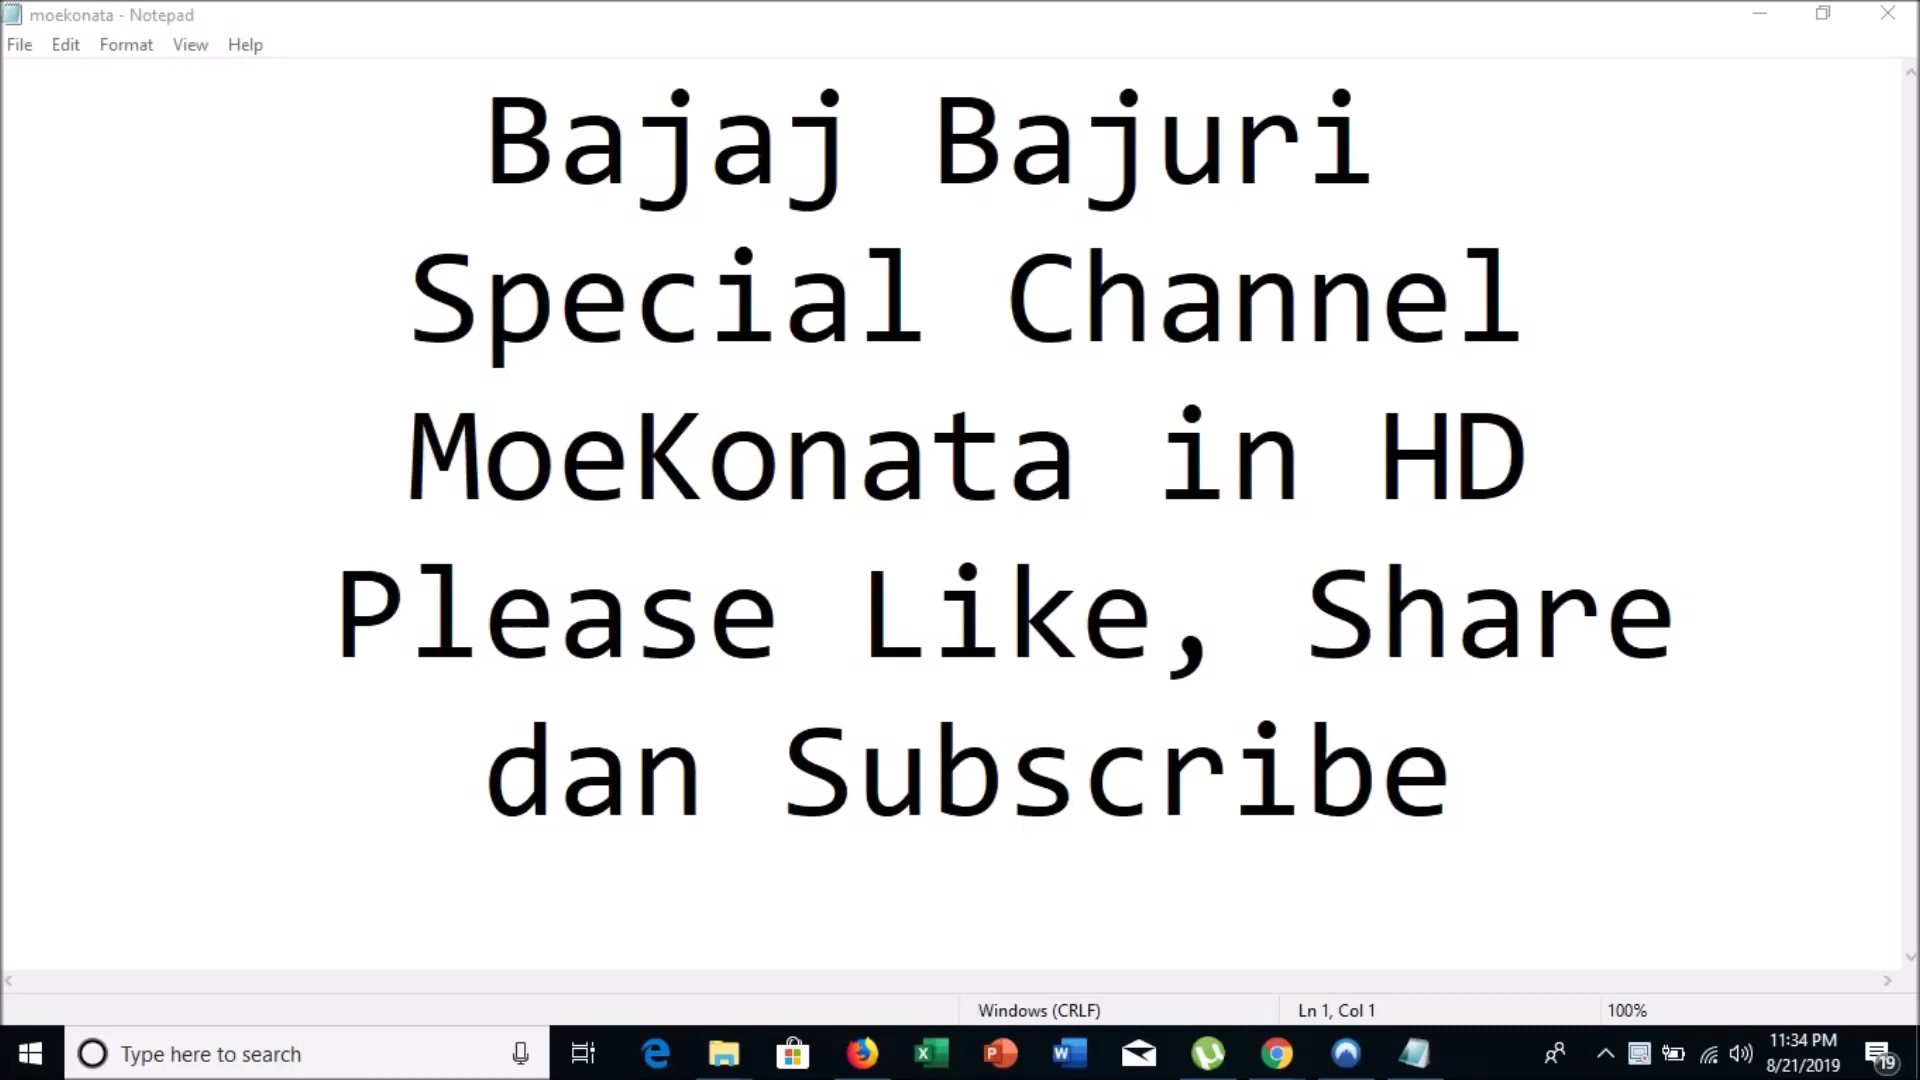 moekonata - Notepad
File Edit Format View Help
Bajaj Bajuri
Special Channel
MoeKonata in HD
Please Like, Share
dan Subscribe
Windows (CRLF) Ln 1, Col 1 100%
Type here to search
11:34 PM
8/21/2019
19